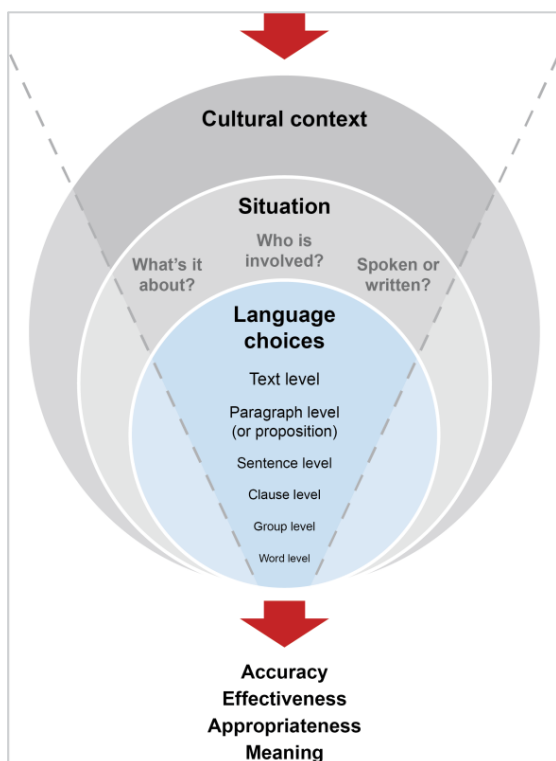 Cultural context
Situation
Who is
involved?
What's it
about?
Spoken or
written?
Language
choices
Text level
Paragraph level
(or proposition)
Sentence level
Clause level
Group level
Word level
Accuracy
Effectiveness
Appropriateness
Meaning